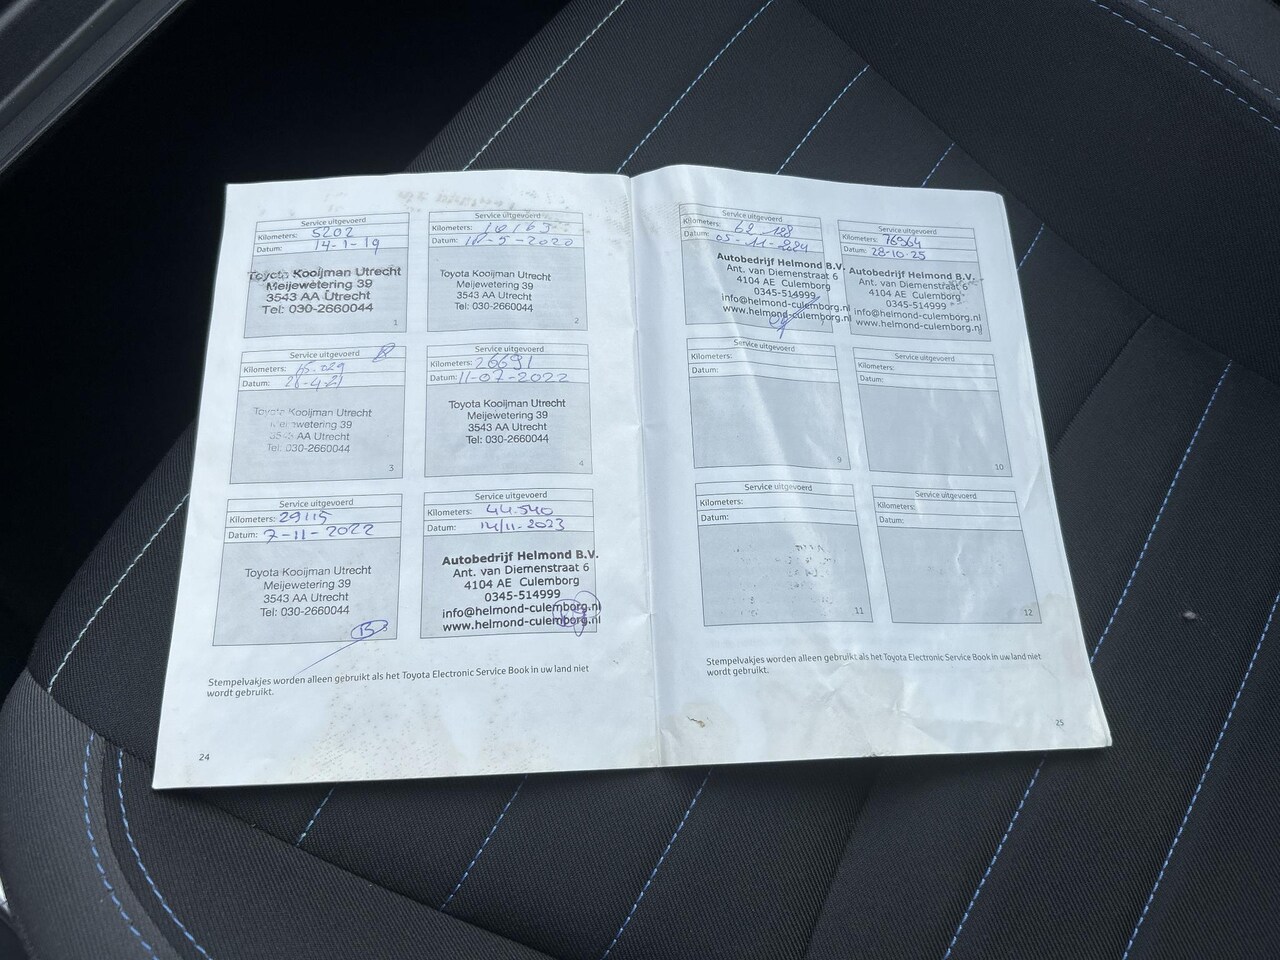 Service uitgevoerd
Kilometers: 5202
Datum: 14-1-19
Toyota Kooijman Utrecht
Meijewetering 39
3543 AA Utrecht
Tel: 030-2660044
1
Service uitgevoerd
Kilometers:
Datum: -5-2020
Toyota Kooijman Utrecht
Meijewetering 39
3543 AA Utrecht
Tel: 030-2660044
2
Service uitgevoerd
Kilometers:
Datum:
Toyota Kooijman Utrecht
Meijewetering 39
3543 AA Utrecht
Tel: 030-2660044
3
Service uitgevoerd
Kilometers: 26691
Datum: 11-07-2022
Toyota Kooijman Utrecht
Meijewetering 39
3543 AA Utrecht
Tel: 030-2660044
4
Service uitgevoerd
Kilometers: 29115
Datum: 7-11-2022
Toyota Kooijman Utrecht
Meijewetering 39
3543 AA Utrecht
Tel: 030-2660044
Service uitgevoerd
Kilometers: 44.540
Datum: 14/11-2023
Autobedrijf Helmond B.V.
Ant. van Diemenstraat 6
4104 AE Culemborg
0345-514999
info@helmond-culemborg.nl
www.helmond-culemborg.nl
Stempelvakjes worden alleen gebruikt als het Toyota Electronic Service Book in uw land niet
wordt gebruikt.
24
Service uitgevoerd
Kilometers: 62 188
Datum: 05-11-2024
Autobedrijf Helmond B.V.
Ant. van Diemenstraat 6
4104 AE Culemborg
0345-514999
info@helmond-culemborg.nl
www.helmond-culemborg.nl
Service uitgevoerd
Kilometers: 76964
Datum: 28-10-25
Autobedrijf Helmond B.V.
Ant. van Diemenstraat 6
4104 AE Culemborg
0345-514999
info@helmond-culemborg.nl
www.helmond-culemborg.nl
Service uitgevoerd
Kilometers:
Datum:
9
Service uitgevoerd
Kilometers:
Datum:
10
Service uitgevoerd
Kilometers:
Datum:
11
Service uitgevoerd
Kilometers:
Datum:
12
Stempelvakjes worden alleen gebruikt als het Toyota Electronic Service Book in uw land niet
wordt gebruikt.
25